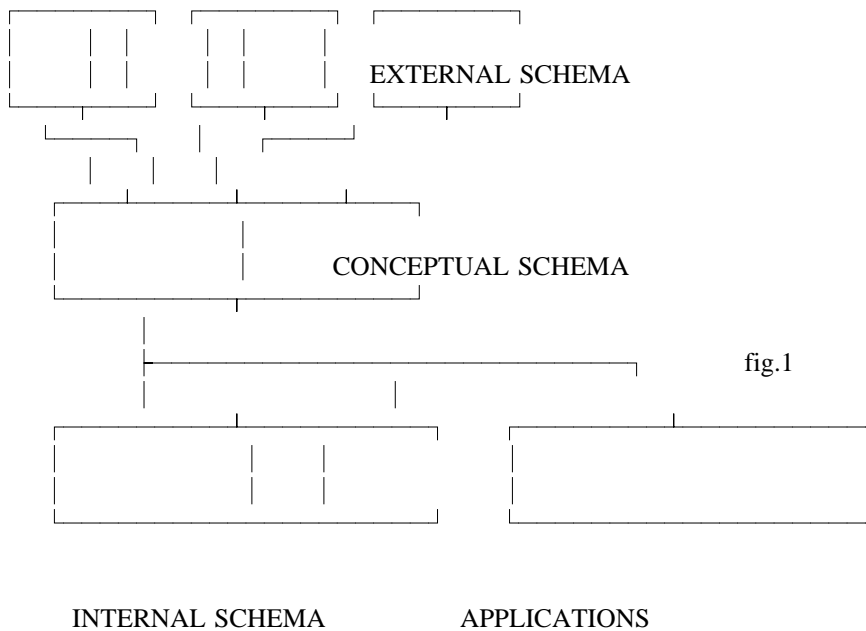 EXTERNAL SCHEMA
CONCEPTUAL SCHEMA
fig.1
INTERNAL SCHEMA APPLICATIONS